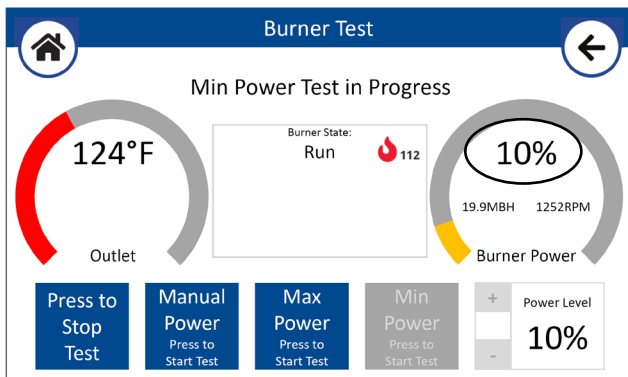 Burner Test
Min Power Test in Progress
124°F
Outlet
Burner State:
Run
112
10%
19.9MBH 1252RPM
Burner Power
Press to
Stop
Test
Manual
Power
Press to
Start Test
Max
Power
Press to
Start Test
Min
Power
Press to
Start Test
+
-
Power Level
10%